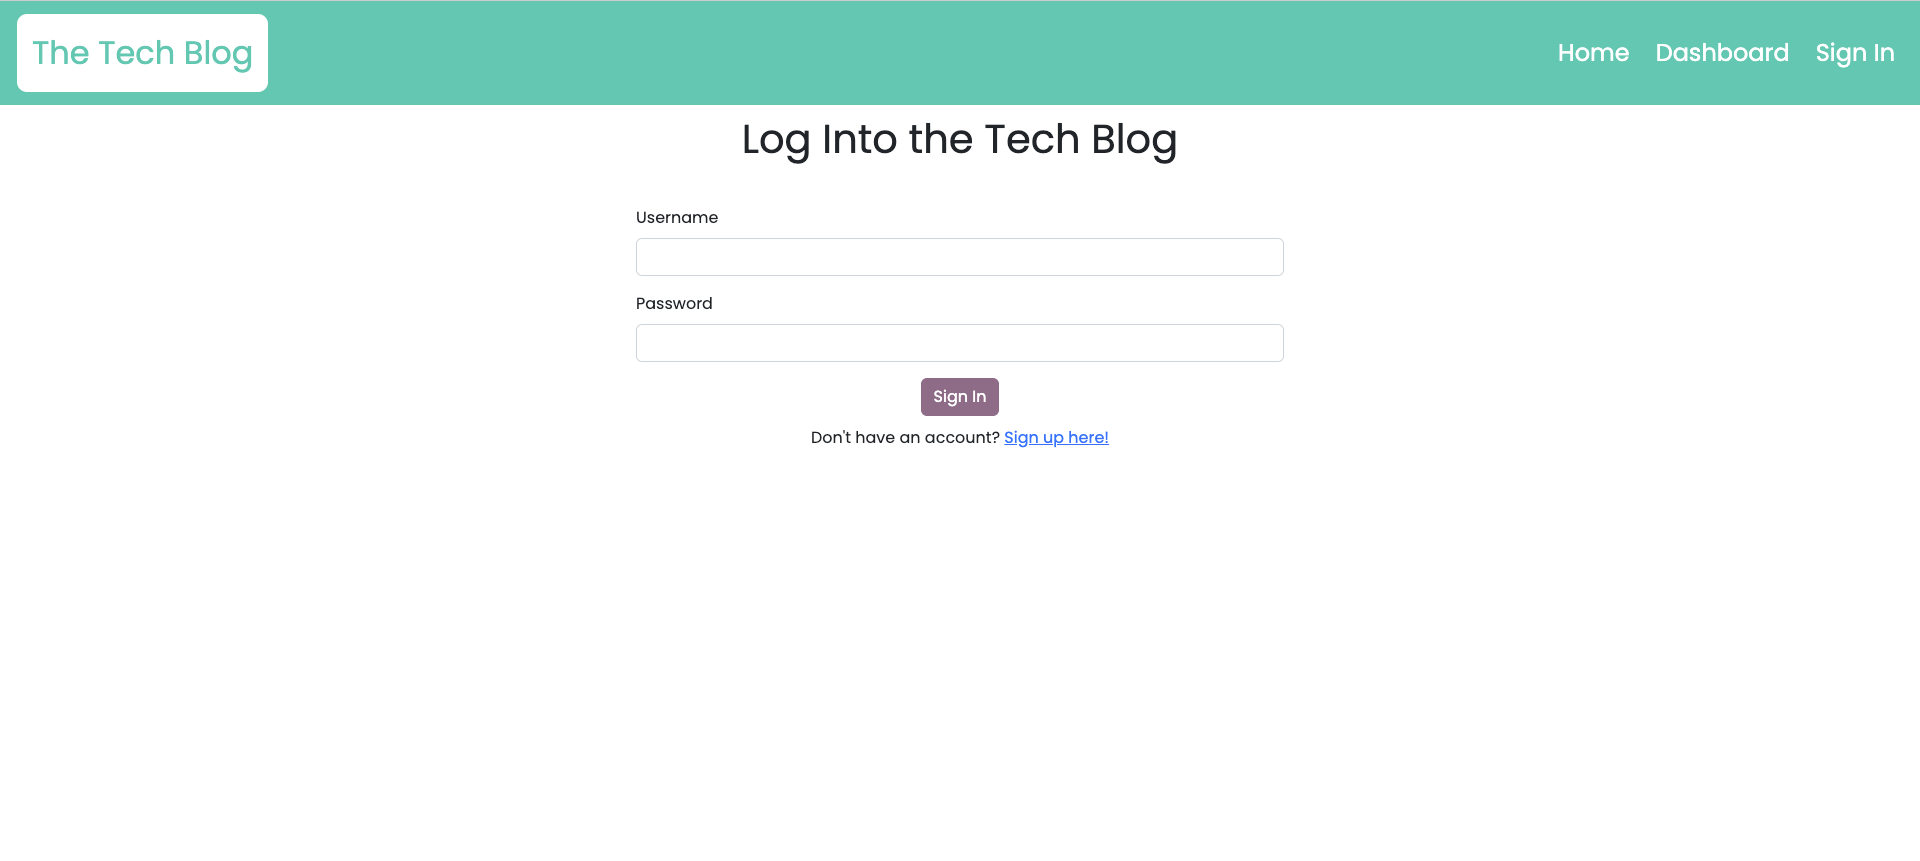 The Tech Blog
Home Dashboard Sign In
Log Into the Tech Blog
Username
Password
Sign In
Don't have an account? Sign up here!